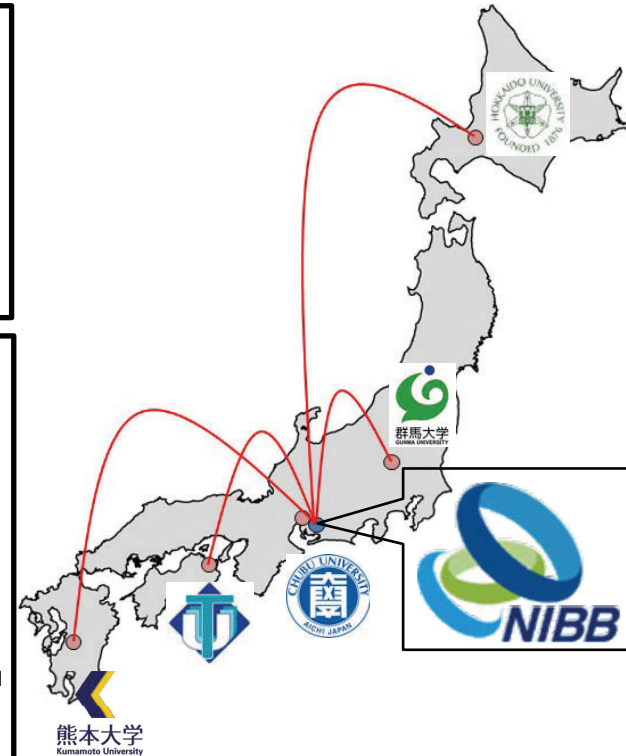 HOKKAIDO UNIVERSITY
FOUNDED 1876
群馬大学
GUNMA UNIVERSITY
NIBB
CHUBU UNIVERSITY
AICHI JAPAN
熊本大学
Kumamoto University